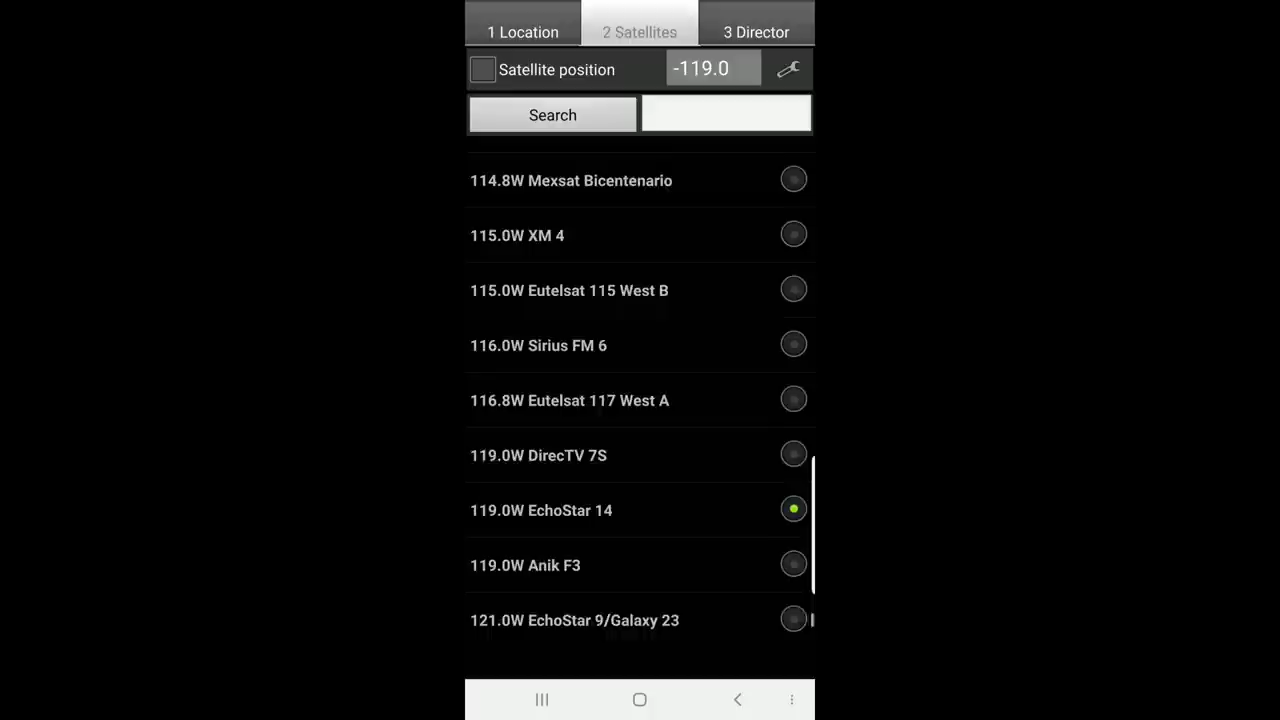 1 Location
2 Satellites
3 Director
Satellite position
-119.0
Search
114.8W Mexsat Bicentenario
115.0W XM 4
115.0W Eutelsat 115 West B
116.0W Sirius FM 6
116.8W Eutelsat 117 West A
119.0W DirecTV 7S
119.0W EchoStar 14
119.0W Anik F3
121.0W EchoStar 9/Galaxy 23